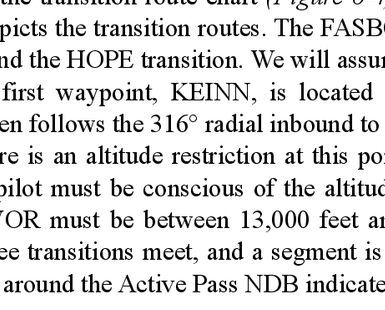 the transition route chart (Figure 8-4
picts the transition routes. The FASBO
nd the HOPE transition. We will assum
first waypoint, KEINN, is located
en follows the 316° radial inbound to
re is an altitude restriction at this po
pilot must be conscious of the altitud
VOR must be between 13,000 feet an
ee transitions meet, and a segment is
around the Active Pass NDB indicate